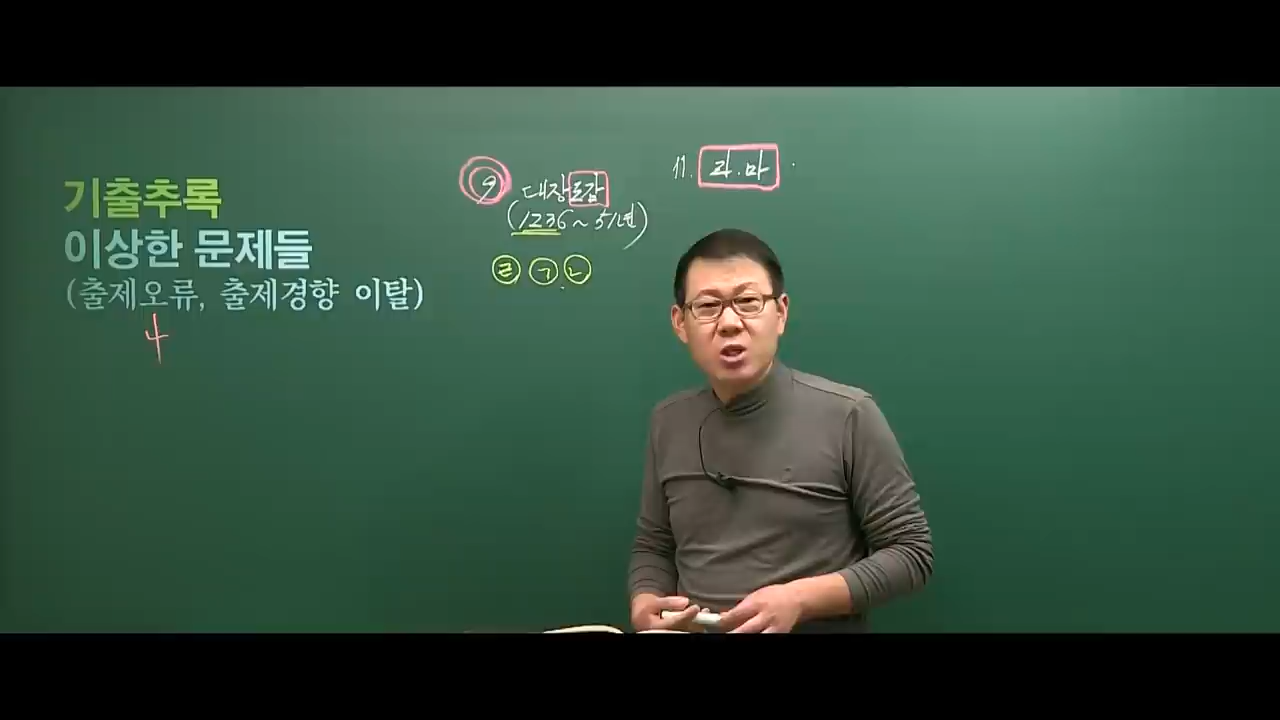 기출추록
이상한 문제들
(출제오류, 출제경향 이탈)
4
9 대장도감
(1236~51년)
ㄹ ㄱ ㄴ
11. 라.마